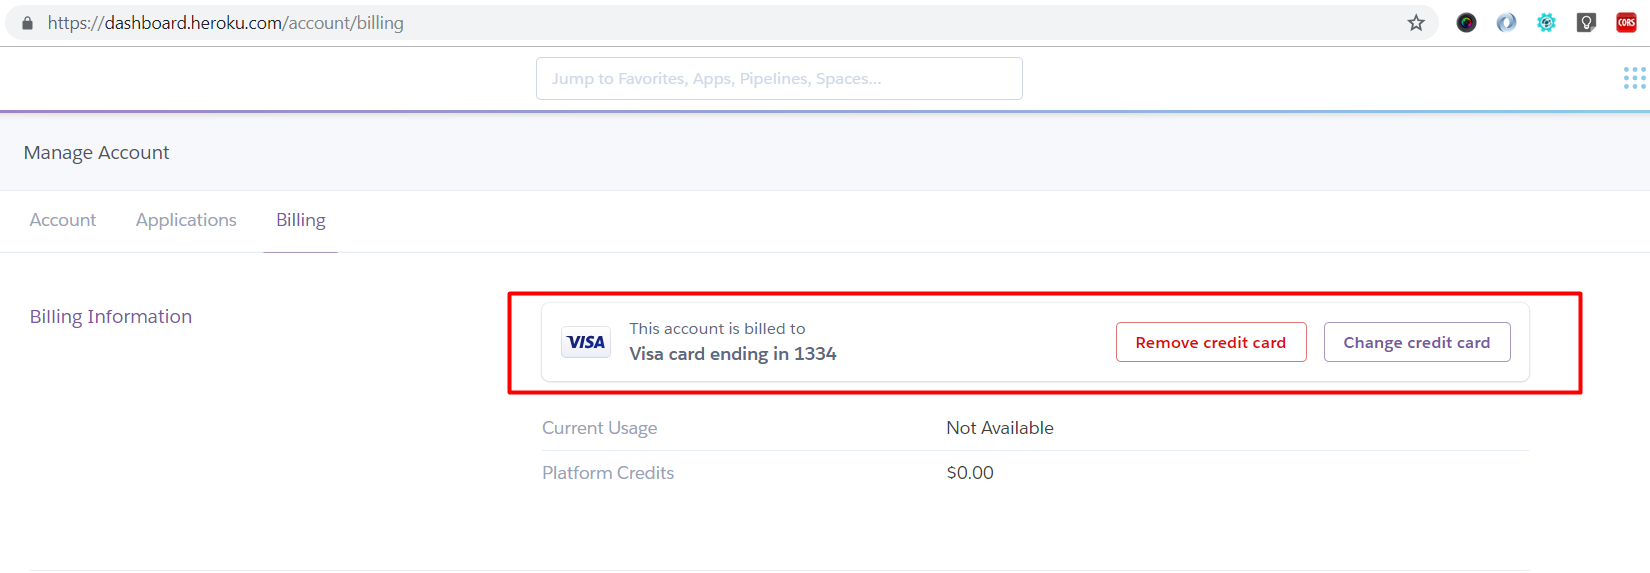 https://dashboard.heroku.com/account/billing
CORS
Jump to Favorites, Apps, Pipelines, Spaces...
Manage Account
Account Applications Billing
Billing Information
VISA
This account is billed to
Visa card ending in 1334
Remove credit card
Change credit card
Current Usage Not Available
Platform Credits $0.00